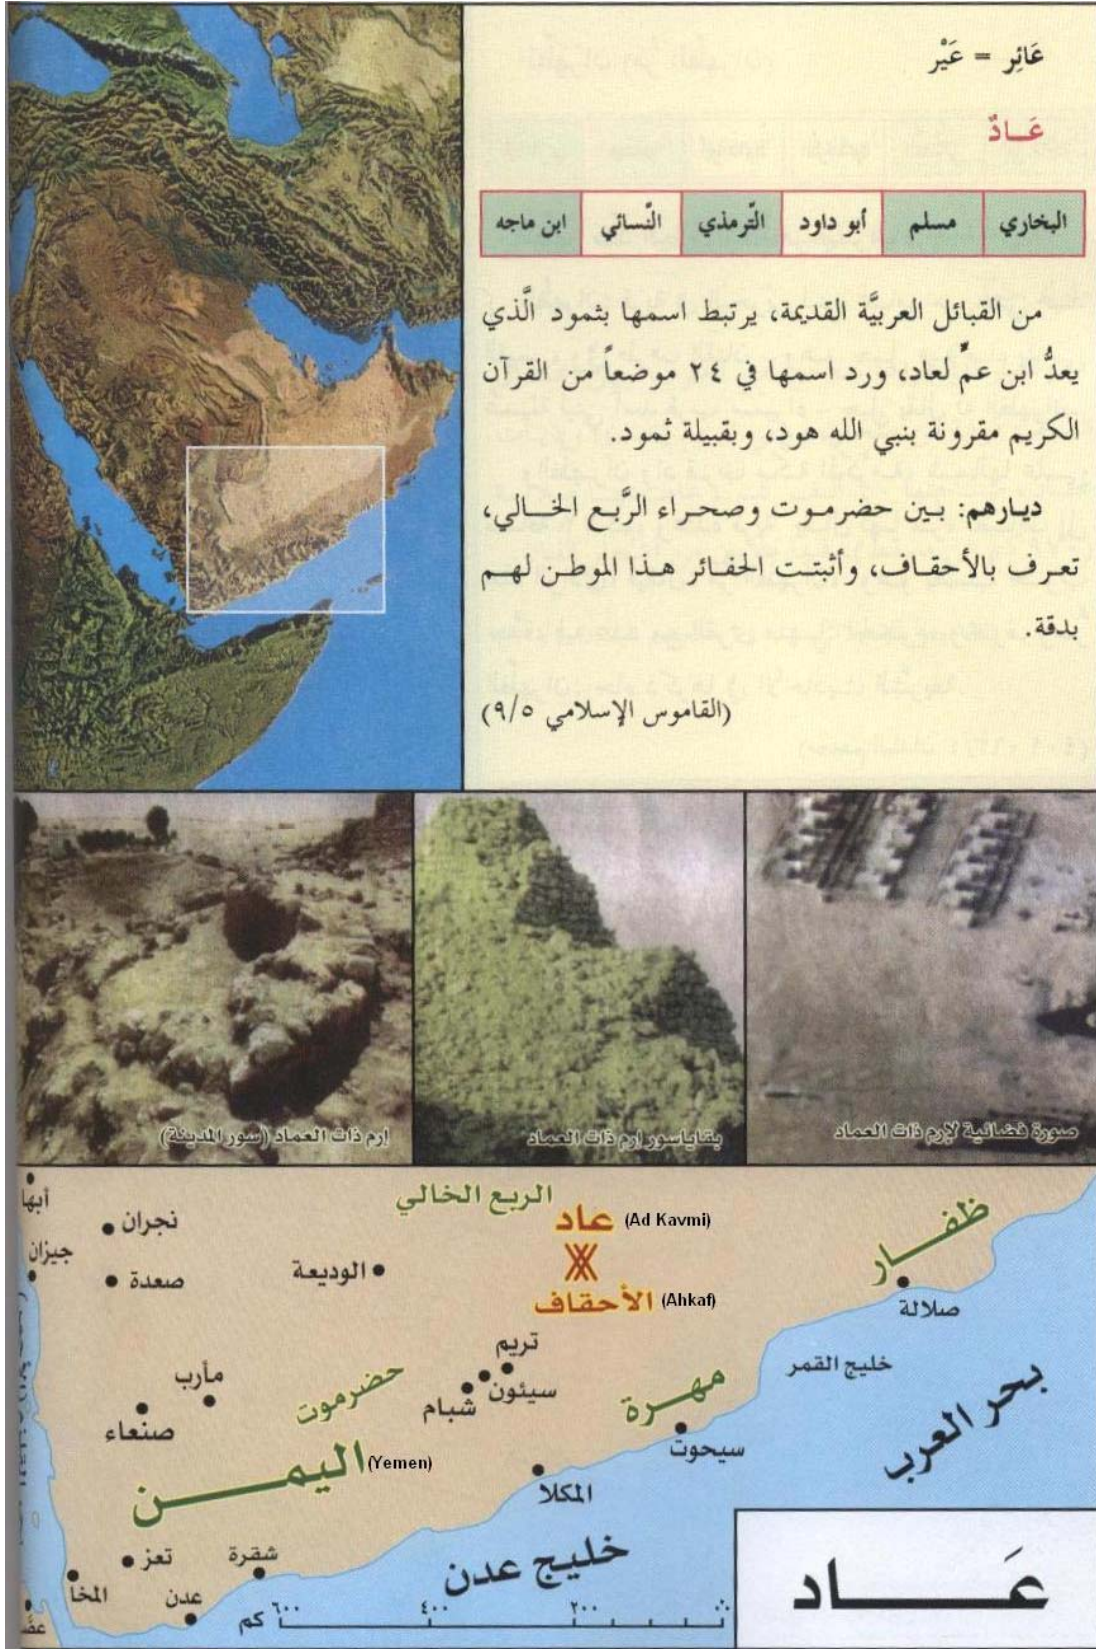 عَائِر = عَيْر
عَـادٌ
البخاري مسلم أبو داود التّرمذي النّسائي ابن ماجه
من القبائل العربيَّة القديمة، يرتبط اسمها بثمود الَّذي
يعدُّ ابن عمٍّ لعاد، ورد اسمها في ٢٤ موضعاً من القرآن
الكريم مقرونة بنبي الله هود، وبقبيلة ثمود.
ديارهم: بين حضرموت وصحراء الرَّبع الخالي،
تعرف بالأحقاف، وأثبتت الحفائر هذا الموطن لهم
بدقة.
(القاموس الإسلامي ٩/٥)
صورة فضائية لإرم ذات العماد
بقاياسور إرم ذات العماد
إرم ذات العماد (سور المدينة)
الربع الخالي
ظفار
أبها
نجران
عاد (Ad Kavmi)
جيزان
صعدة
الوديعة
الأحقاف (Ahkaf)
صلالة
تريم
خليج القمر
مأرب
حضرموت
سيئون
شبام
مهرة
بحر العرب
صنعاء
سيحوت
اليمن (Yemen)
المكلا
خليج عدن
تعز
شقرة
المخا
عدن
كم ٦٠٠ ٤٠٠ ٢٠٠
عَـاد